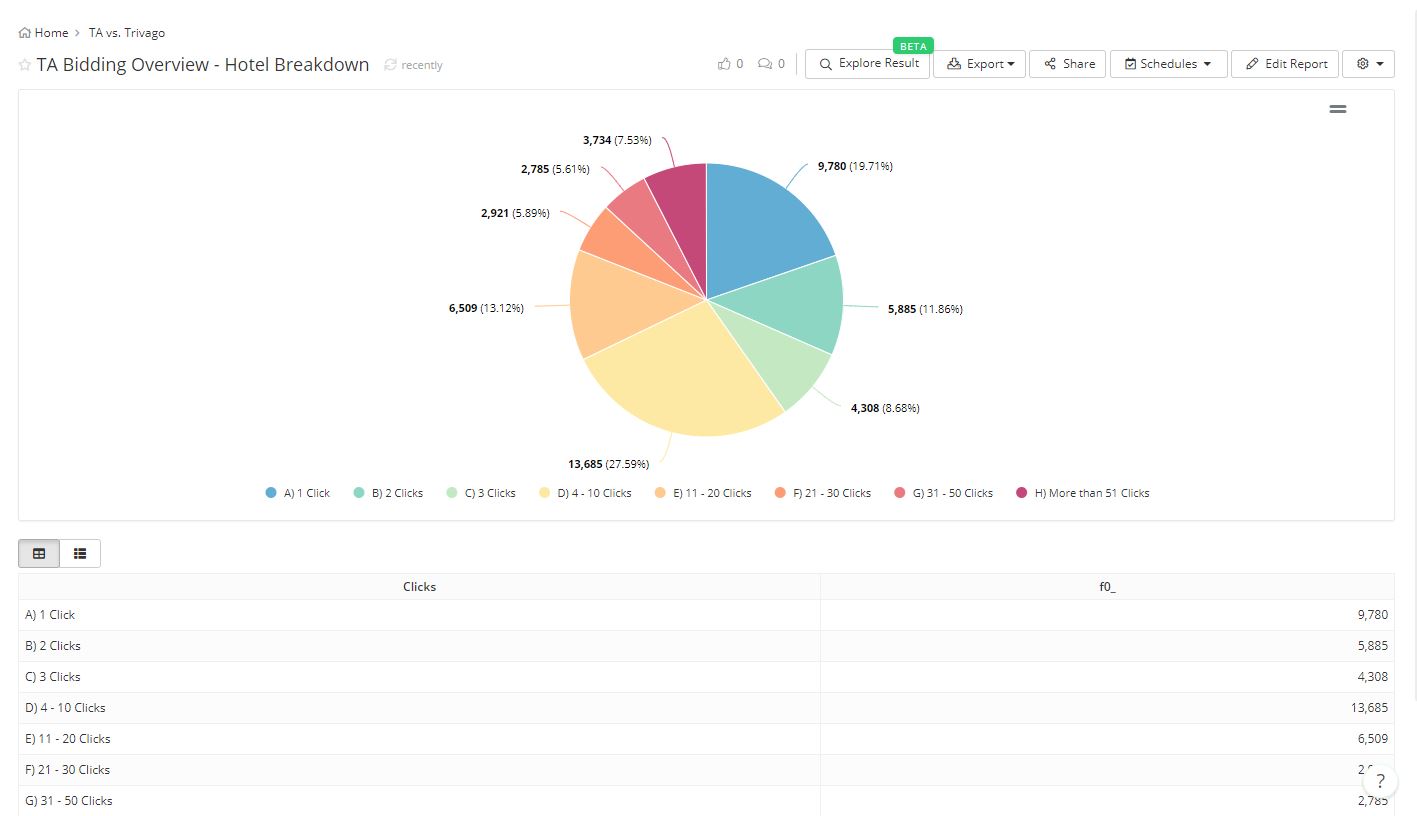 Home > TA vs. Trivago
BETA
TA Bidding Overview - Hotel Breakdown recently 0 0 Explore Result Export Share Schedules Edit Report
3,734 (7.53%)
9,780 (19.71%)
2,785 (5.61%)
2,921 (5.89%)
6,509 (13.12%)
5,885 (11.86%)
4,308 (8.68%)
13,685 (27.59%)
A) 1 Click B) 2 Clicks C) 3 Clicks D) 4 - 10 Clicks E) 11 - 20 Clicks F) 21 - 30 Clicks G) 31 - 50 Clicks H) More than 51 Clicks
Clicks f0_
A) 1 Click 9,780
B) 2 Clicks 5,885
C) 3 Clicks 4,308
D) 4 - 10 Clicks 13,685
E) 11 - 20 Clicks 6,509
F) 21 - 30 Clicks
?
G) 31 - 50 Clicks 2,785